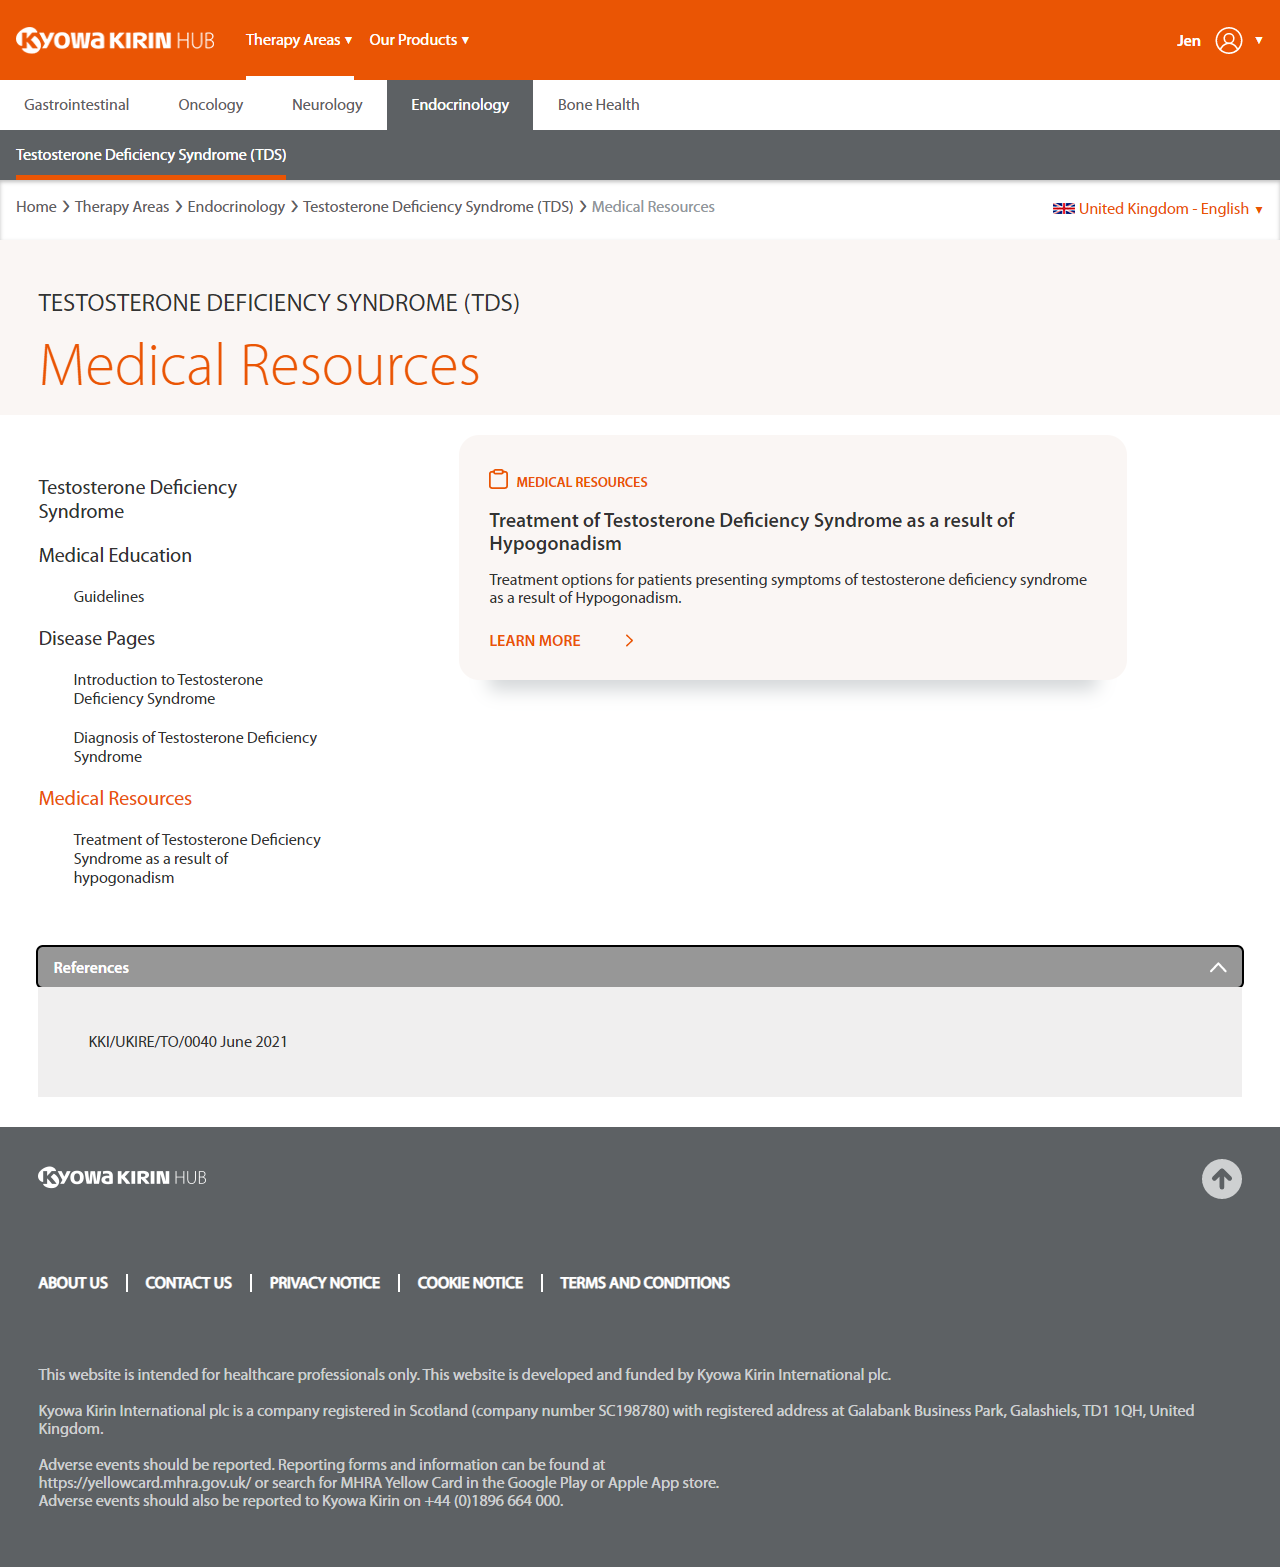 KYOWA KIRIN HUB
Therapy Areas ▼ Our Products ▼
Jen ▼
Gastrointestinal Oncology Neurology Endocrinology Bone Health
Testosterone Deficiency Syndrome (TDS)
Home > Therapy Areas > Endocrinology > Testosterone Deficiency Syndrome (TDS) > Medical Resources
United Kingdom - English ▼
TESTOSTERONE DEFICIENCY SYNDROME (TDS)
Medical Resources
Testosterone Deficiency
Syndrome
Medical Education
Guidelines
Disease Pages
Introduction to Testosterone
Deficiency Syndrome
Diagnosis of Testosterone Deficiency
Syndrome
Medical Resources
Treatment of Testosterone Deficiency
Syndrome as a result of
hypogonadism
MEDICAL RESOURCES
Treatment of Testosterone Deficiency Syndrome as a result of
Hypogonadism
Treatment options for patients presenting symptoms of testosterone deficiency syndrome
as a result of Hypogonadism.
LEARN MORE
References
KKI/UKIRE/TO/0040 June 2021
KYOWA KIRIN HUB
ABOUT US | CONTACT US | PRIVACY NOTICE | COOKIE NOTICE | TERMS AND CONDITIONS
This website is intended for healthcare professionals only. This website is developed and funded by Kyowa Kirin International plc.
Kyowa Kirin International plc is a company registered in Scotland (company number SC198780) with registered address at Galabank Business Park, Galashiels, TD1 1QH, United
Kingdom.
Adverse events should be reported. Reporting forms and information can be found at
https://yellowcard.mhra.gov.uk/ or search for MHRA Yellow Card in the Google Play or Apple App store.
Adverse events should also be reported to Kyowa Kirin on +44 (0)1896 664 000.